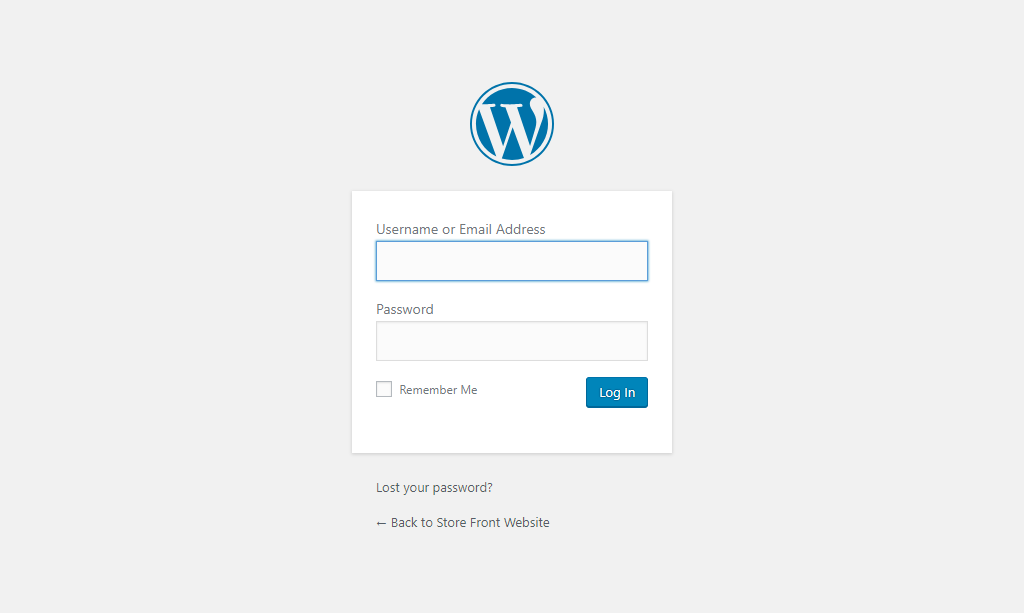 Username or Email Address
Password
Remember Me
Log In
Lost your password?
← Back to Store Front Website